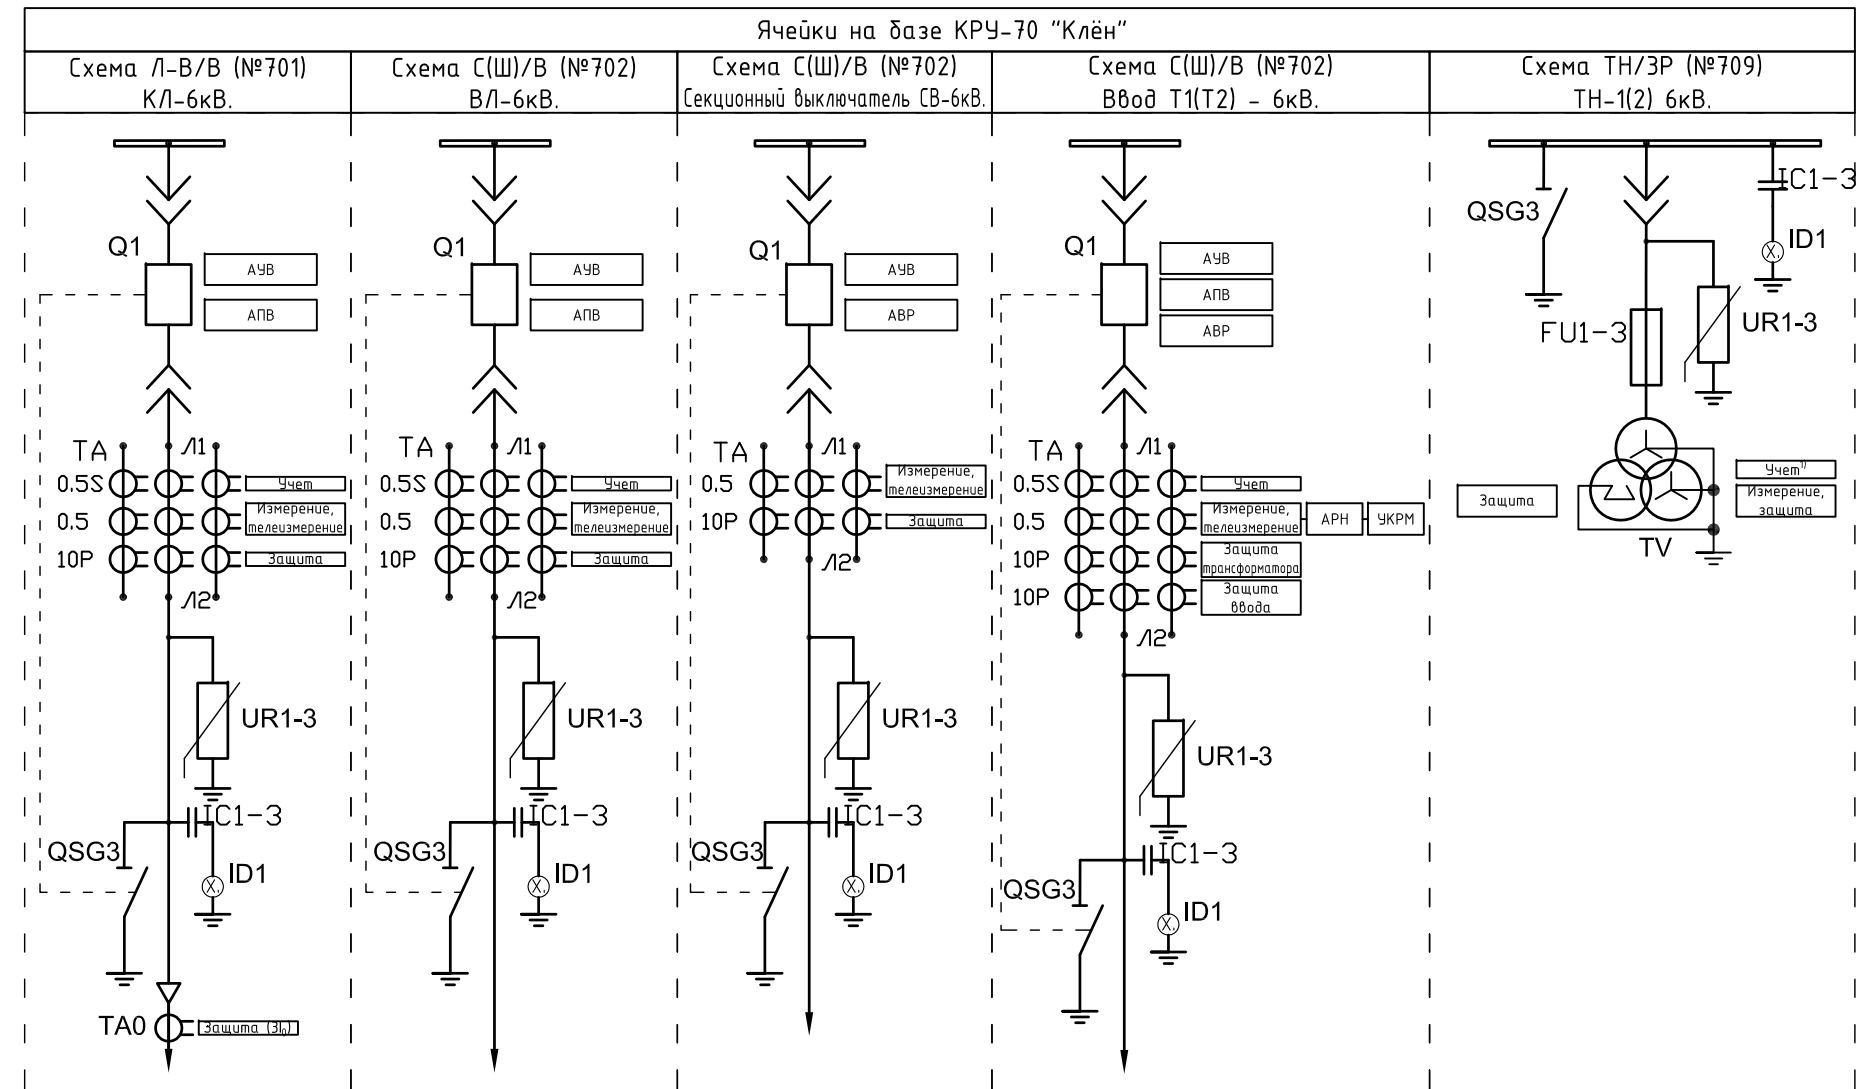 Ячейки на базе КРУ-70 "Клён"
Схема Л-В/В (№701)
КЛ-6кВ.
Схема С(Ш)/В (№702)
ВЛ-6кВ.
Схема С(Ш)/В (№702)
Секционный выключатель СВ-6кВ.
Схема С(Ш)/В (№702)
Ввод Т1(Т2) - 6кВ.
Схема ТН/ЗР (№709)
ТН-1(2) 6кВ.
Q1
АУВ
АПВ
TA
Л1
0.5S
Учет
0.5
Измерение,
телеизмерение
10P
Защита
Л2
UR1-3
IC1-3
QSG3
ID1
TA0
Защита (3I₀)
Q1
АУВ
АПВ
TA
Л1
0.5S
Учет
0.5
Измерение,
телеизмерение
10P
Защита
Л2
UR1-3
IC1-3
QSG3
ID1
Q1
АУВ
АВР
TA
Л1
0.5
Измерение,
телеизмерение
10P
Защита
Л2
UR1-3
IC1-3
QSG3
ID1
Q1
АУВ
АПВ
АВР
TA
Л1
0.5S
Учет
0.5
Измерение,
телеизмерение
АРН
УКРМ
10P
Защита
трансформатора
10P
Защита
ввода
Л2
UR1-3
IC1-3
QSG3
ID1
IC1-3
QSG3
ID1
FU1-3
UR1-3
Учет¹⁾
Защита
Измерение,
защита
TV